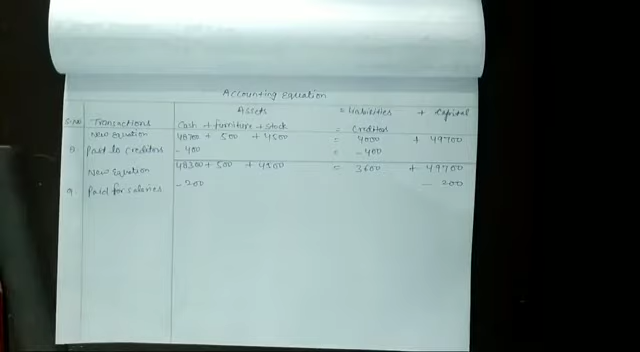 Accounting Equation
Assets = Liabilities + Capital
S.No Transactions Cash + furniture + stock = Creditors
New Equation 48700 + 500 + 4500 = 4000 + 49700
8. Paid to Creditors - 400 = - 400
New Equation 48300 + 500 + 4500 = 3600 + 49700
9. Paid for salaries - 200 - 200